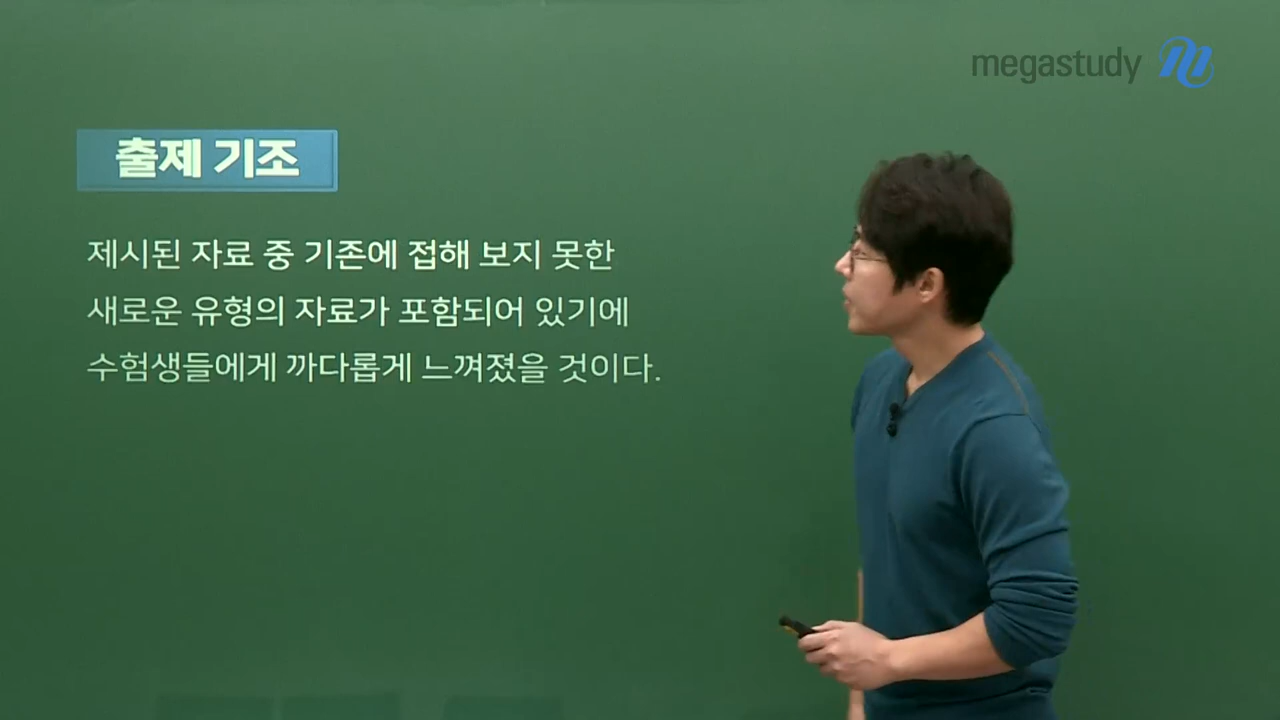 megastudy
출제 기조
제시된 자료 중 기존에 접해 보지 못한
새로운 유형의 자료가 포함되어 있기에
수험생들에게 까다롭게 느껴졌을 것이다.